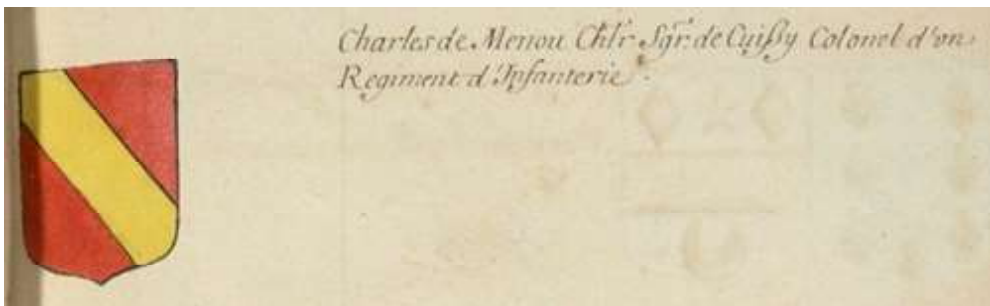 Charles de Menou Chlr Sgr. de Cuissy Colonel d'un
Regiment d'Infanterie.